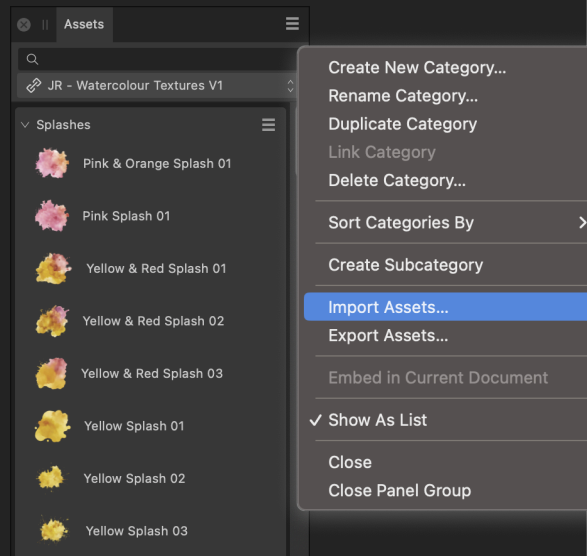 Assets
JR - Watercolour Textures V1
Splashes
Pink & Orange Splash 01
Pink Splash 01
Yellow & Red Splash 01
Yellow & Red Splash 02
Yellow & Red Splash 03
Yellow Splash 01
Yellow Splash 02
Yellow Splash 03
Create New Category...
Rename Category...
Duplicate Category
Link Category
Delete Category...
Sort Categories By
Create Subcategory
Import Assets...
Export Assets...
Embed in Current Document
Show As List
Close
Close Panel Group